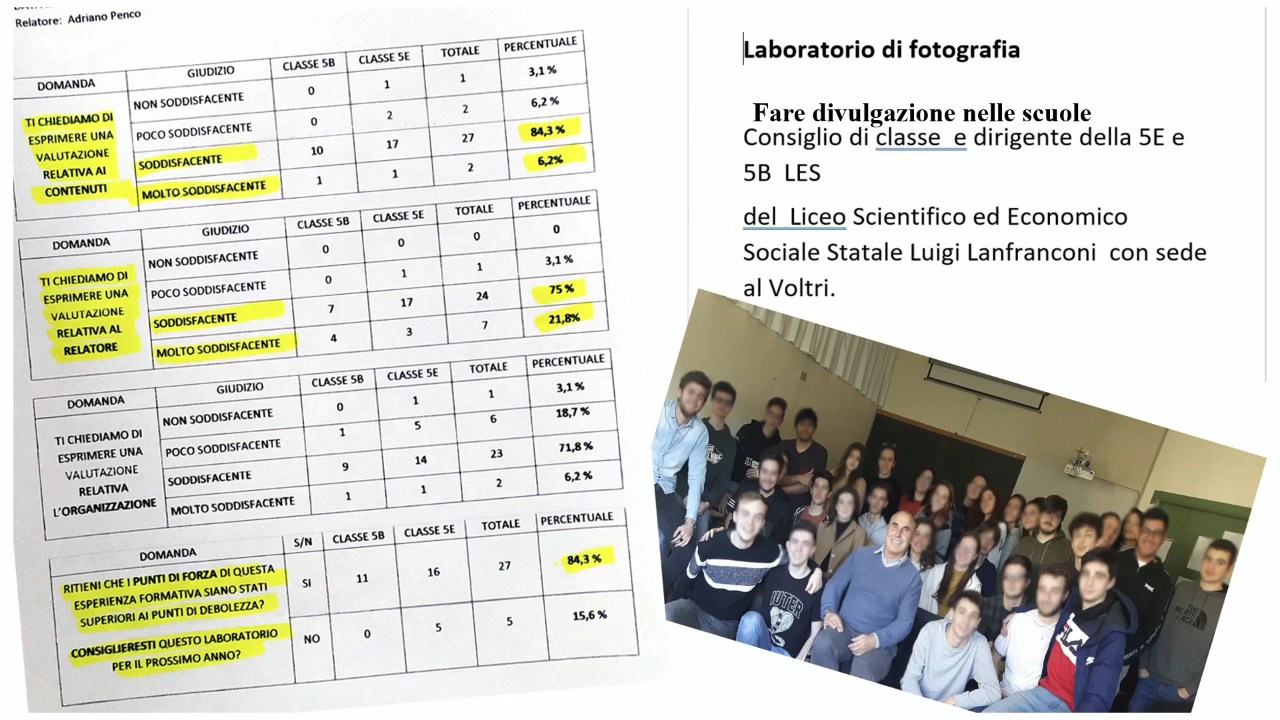 Relatore: Adriano Penco
DOMANDA GIUDIZIO CLASSE 5B CLASSE 5E TOTALE PERCENTUALE
TI CHIEDIAMO DI ESPRIMERE UNA VALUTAZIONE RELATIVA AI CONTENUTI
NON SODDISFACENTE 0 1 1 3,1 %
POCO SODDISFACENTE 0 2 2 6,2 %
SODDISFACENTE 10 17 27 84,3 %
MOLTO SODDISFACENTE 1 1 2 6,2%
DOMANDA GIUDIZIO CLASSE 5B CLASSE 5E TOTALE PERCENTUALE
TI CHIEDIAMO DI ESPRIMERE UNA VALUTAZIONE RELATIVA AL RELATORE
NON SODDISFACENTE 0 0 0 0
POCO SODDISFACENTE 0 1 1 3,1%
SODDISFACENTE 7 17 24 75 %
MOLTO SODDISFACENTE 4 3 7 21,8%
DOMANDA GIUDIZIO CLASSE 5B CLASSE 5E TOTALE PERCENTUALE
TI CHIEDIAMO DI ESPRIMERE UNA VALUTAZIONE RELATIVA L'ORGANIZZAZIONE
NON SODDISFACENTE 0 1 1 3,1 %
POCO SODDISFACENTE 1 5 6 18,7 %
SODDISFACENTE 9 14 23 71,8 %
MOLTO SODDISFACENTE 1 1 2 6,2 %
DOMANDA S/N CLASSE 5B CLASSE 5E TOTALE PERCENTUALE
RITIENI CHE I PUNTI DI FORZA DI QUESTA ESPERIENZA FORMATIVA SIANO STATI SUPERIORI AI PUNTI DI DEBOLEZZA?
SI 11 16 27 84,3 %
CONSIGLIERESTI QUESTO LABORATORIO PER IL PROSSIMO ANNO?
NO 0 5 5 15,6 %
Laboratorio di fotografia
Fare divulgazione nelle scuole
Consiglio di classe e dirigente della 5E e
5B LES
del Liceo Scientifico ed Economico
Sociale Statale Luigi Lanfranconi con sede
al Voltri.
FILA
THE NORTH FACE